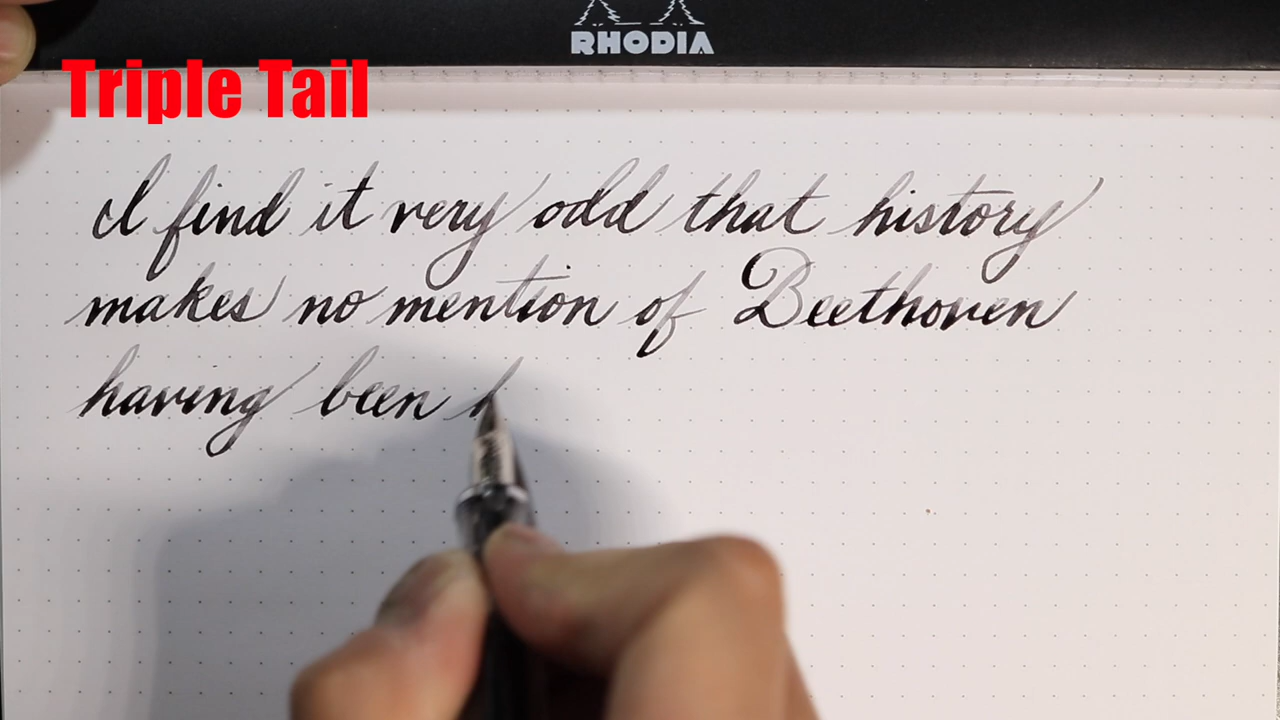 RHODIA
Triple Tail
I find it very odd that history
makes no mention of Beethoven
having been